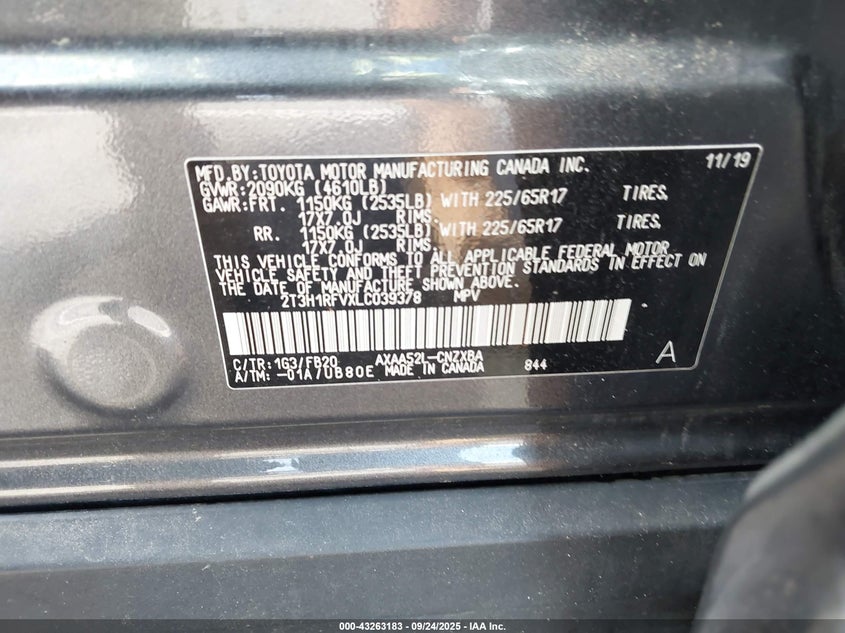 MFD.BY:TOYOTA MOTOR MANUFACTURING CANADA INC. 11/19
GVWR:2090KG (4610LB)
GAWR:FRT. 1150KG (2535LB) WITH 225/65R17 TIRES,
17X7.0J RIMS.
RR. 1150KG (2535LB) WITH 225/65R17 TIRES,
17X7.0J RIMS.
THIS VEHICLE CONFORMS TO ALL APPLICABLE FEDERAL MOTOR
VEHICLE SAFETY AND THEFT PREVENTION STANDARDS IN EFFECT ON
THE DATE OF MANUFACTURE SHOWN ABOVE.
2T3H1RFVXLC039378 MPV
C/TR:1G3/FB20 AXAA52L-CNZXBA A
A/TM:-01A/UB80E MADE IN CANADA 844
000-43263183 - 09/24/2025 - IAA Inc.